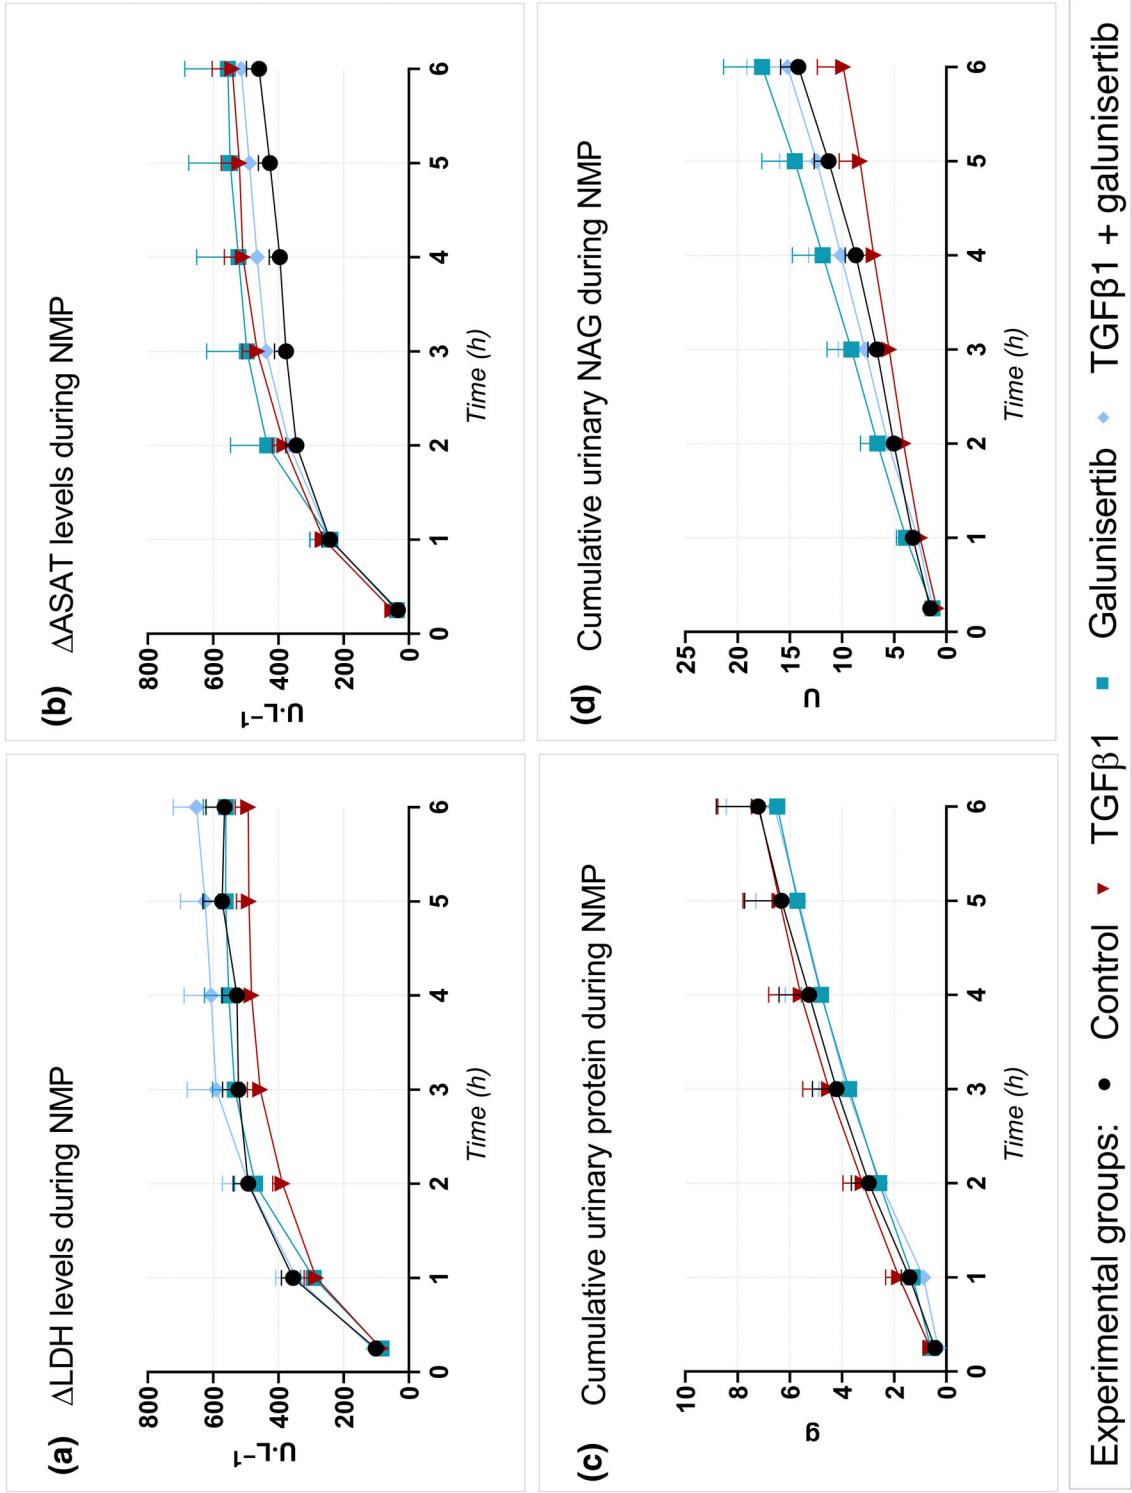 (a) ΔLDH levels during NMP
800
600
400
200
0
U.L⁻¹
0 1 2 3 4 5 6
Time (h)
(b) ΔASAT levels during NMP
800
600
400
200
0
U.L⁻¹
0 1 2 3 4 5 6
Time (h)
(c) Cumulative urinary protein during NMP
10
8
6
4
2
0
g
0 1 2 3 4 5 6
Time (h)
(d) Cumulative urinary NAG during NMP
25
20
15
10
5
0
U
0 1 2 3 4 5 6
Time (h)
Experimental groups: Control TGFβ1 Galunisertib TGFβ1 + galunisertib